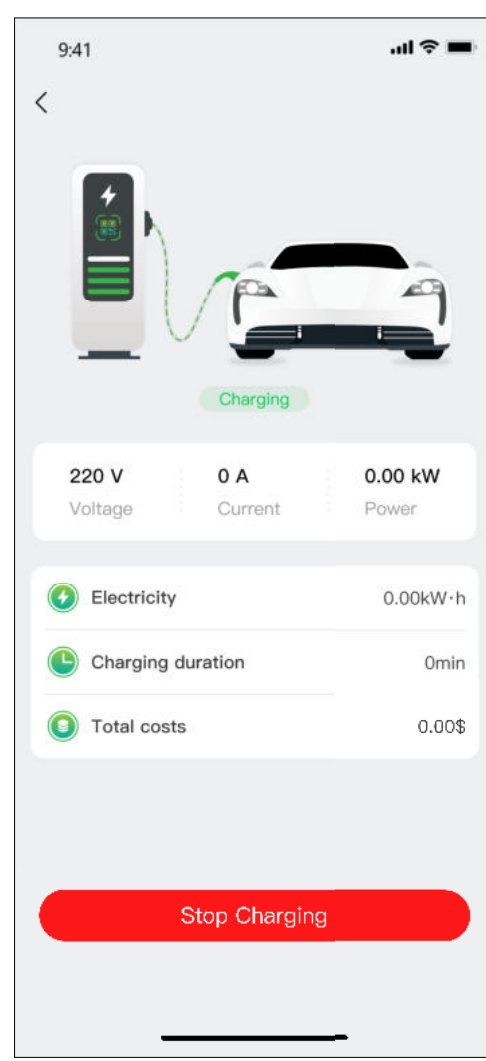 9:41
Charging
220 V 0 A 0.00 kW
Voltage Current Power
Electricity 0.00kW·h
Charging duration 0min
Total costs 0.00$
Stop Charging